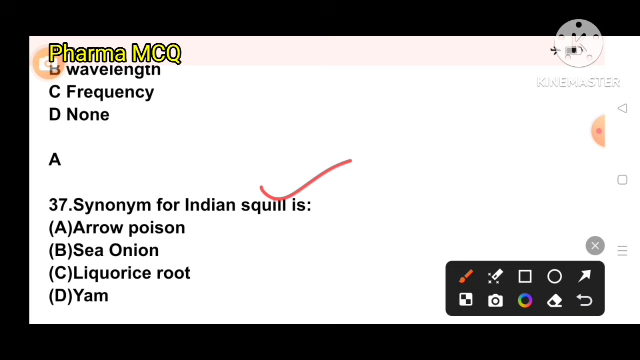 Pharma MCQ
B wavelength
KINEMASTER
C Frequency
D None
A
37.Synonym for Indian squill is:
(A)Arrow poison
(B)Sea Onion
(C)Liquorice root
(D)Yam